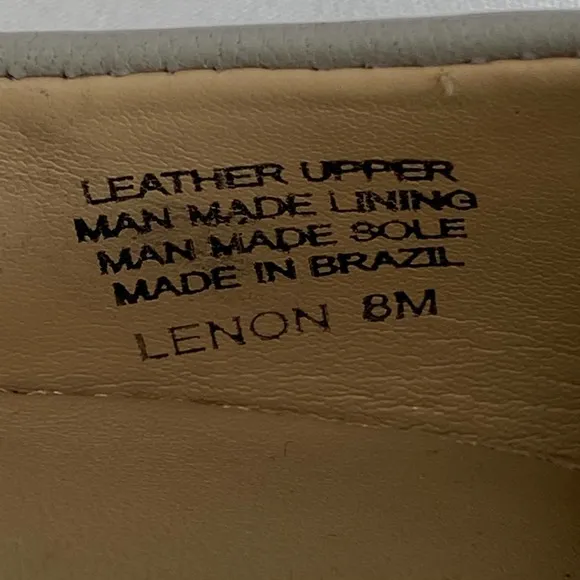 LEATHER UPPER
MAN MADE LINING
MAN MADE SOLE
MADE IN BRAZIL
LENON 8M